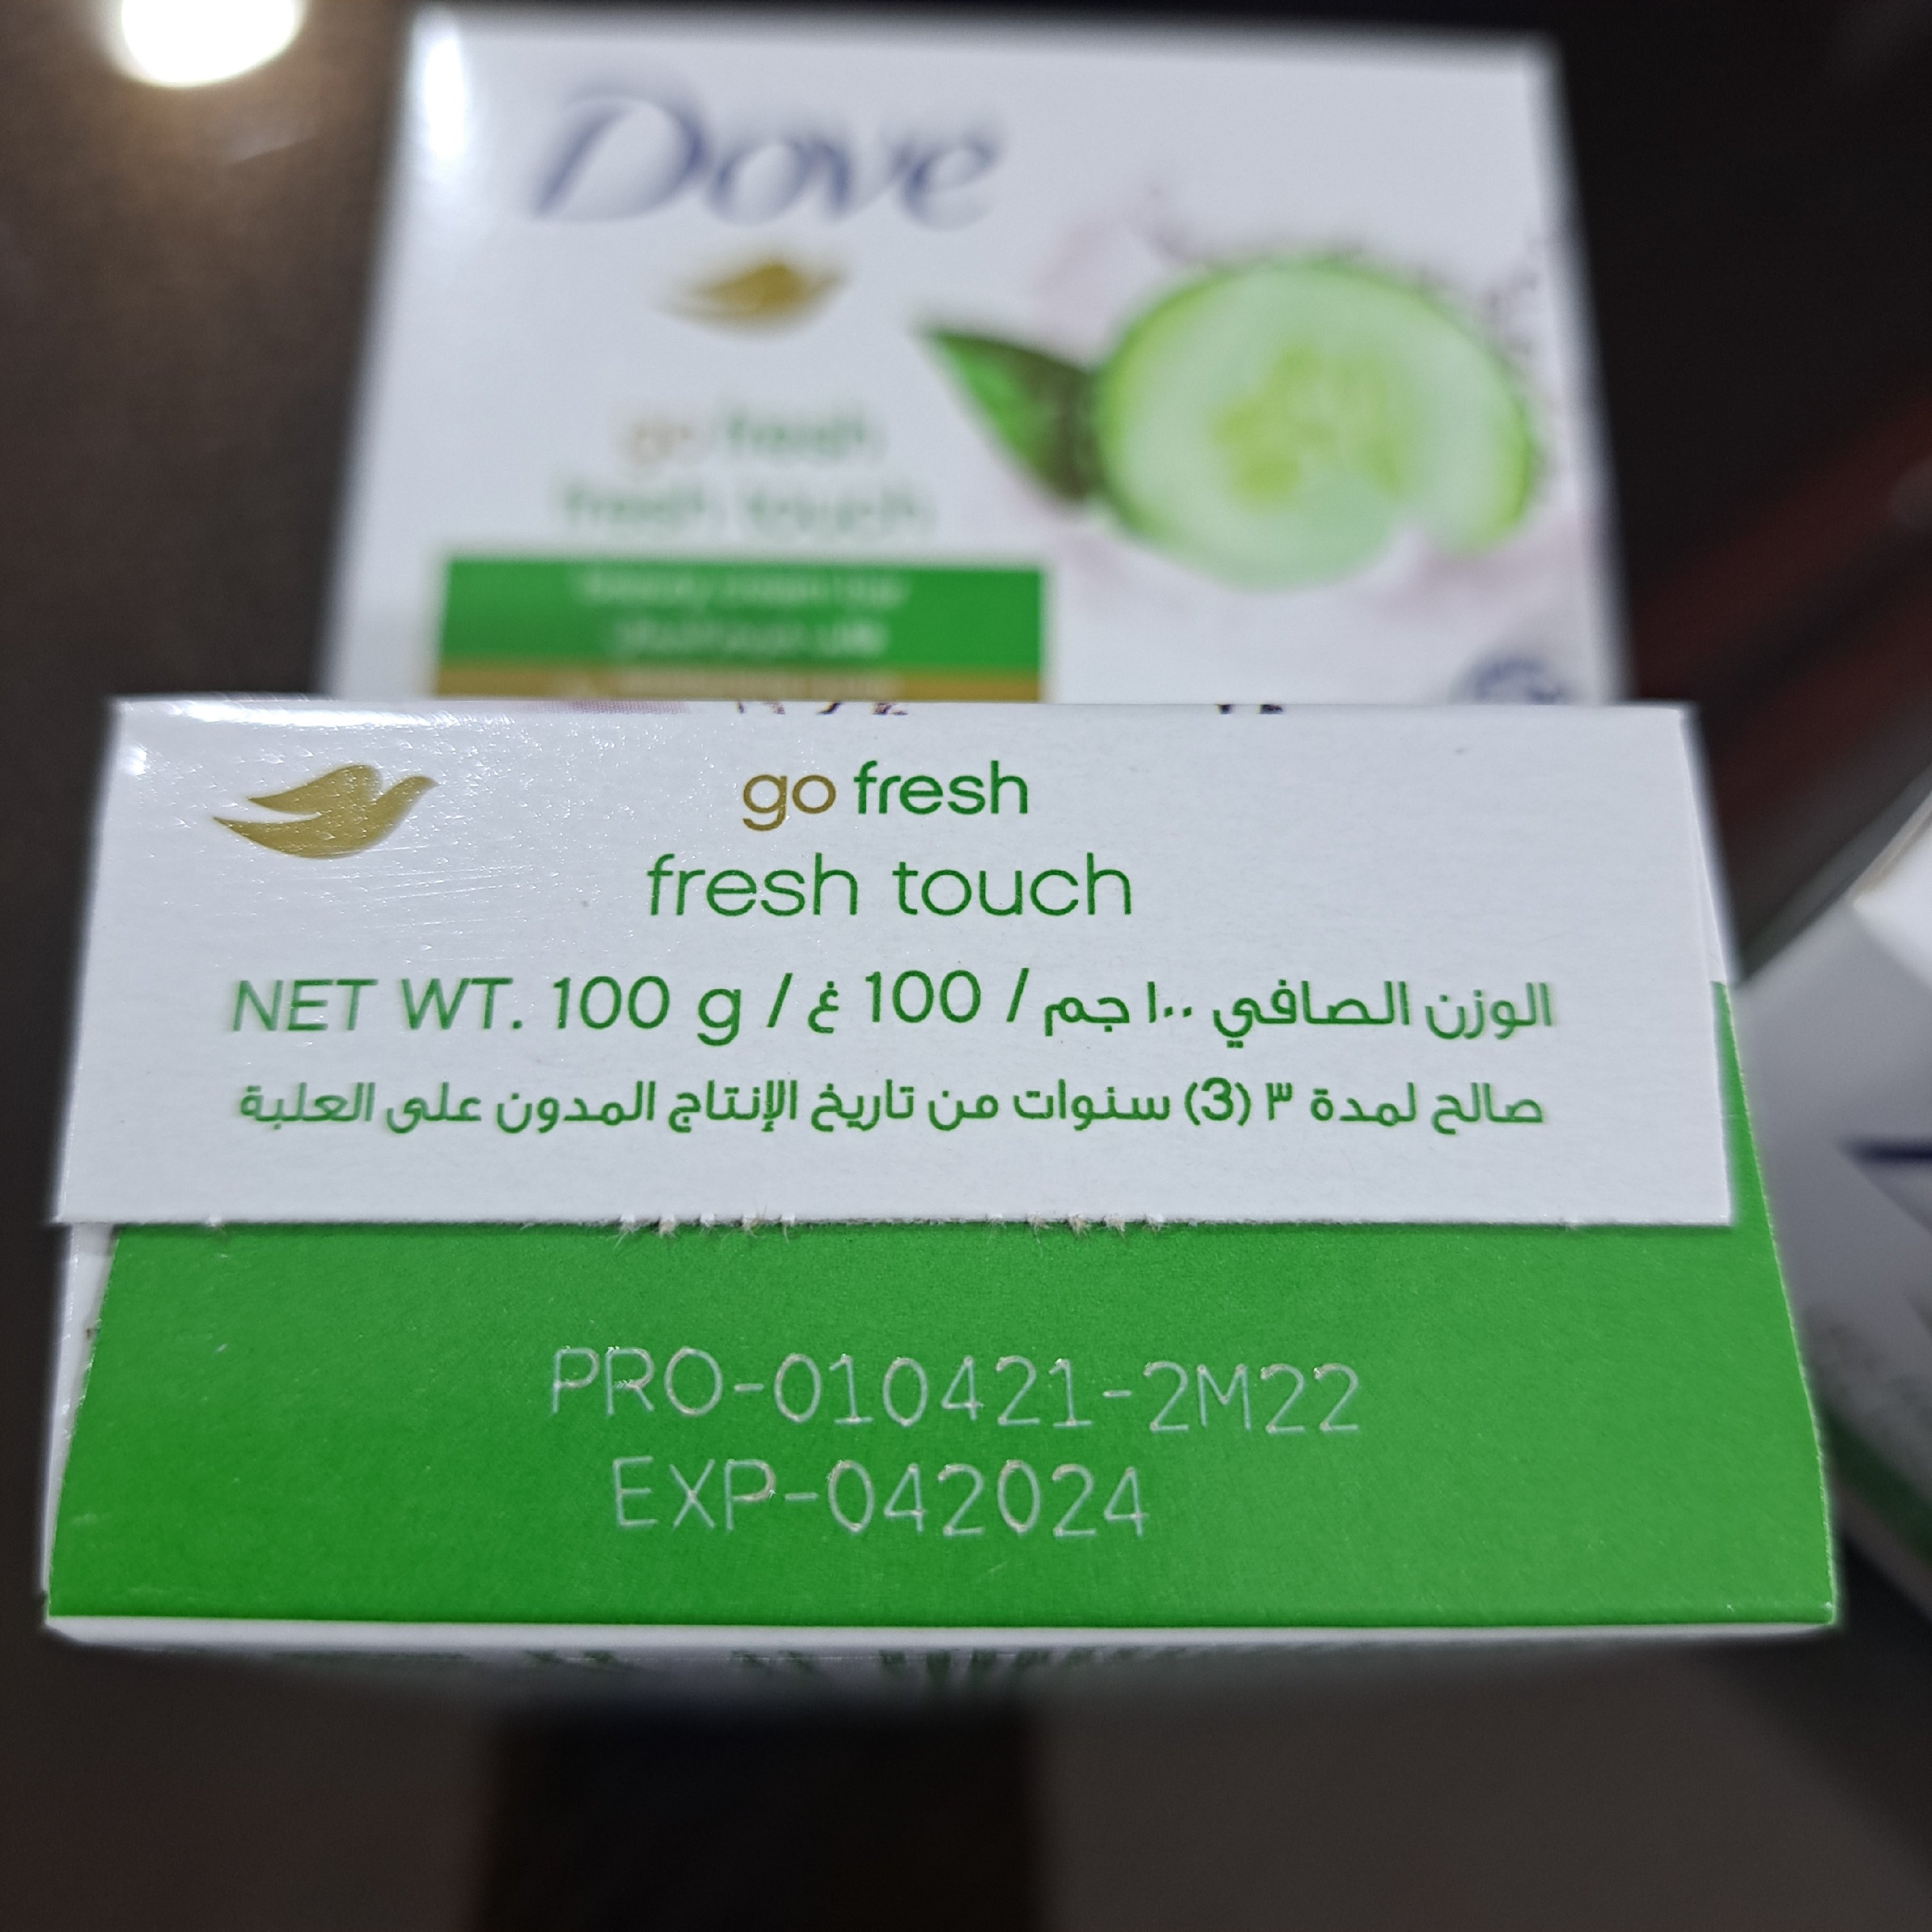 Dove
go fresh
fresh touch
go fresh
fresh touch
NET WT. 100 g / غ 100 / الوزن الصافي ١٠٠ جم
صالح لمدة ٣ (3) سنوات من تاريخ الإنتاج المدون على العلبة
PRO-010421-2M22
EXP-042024